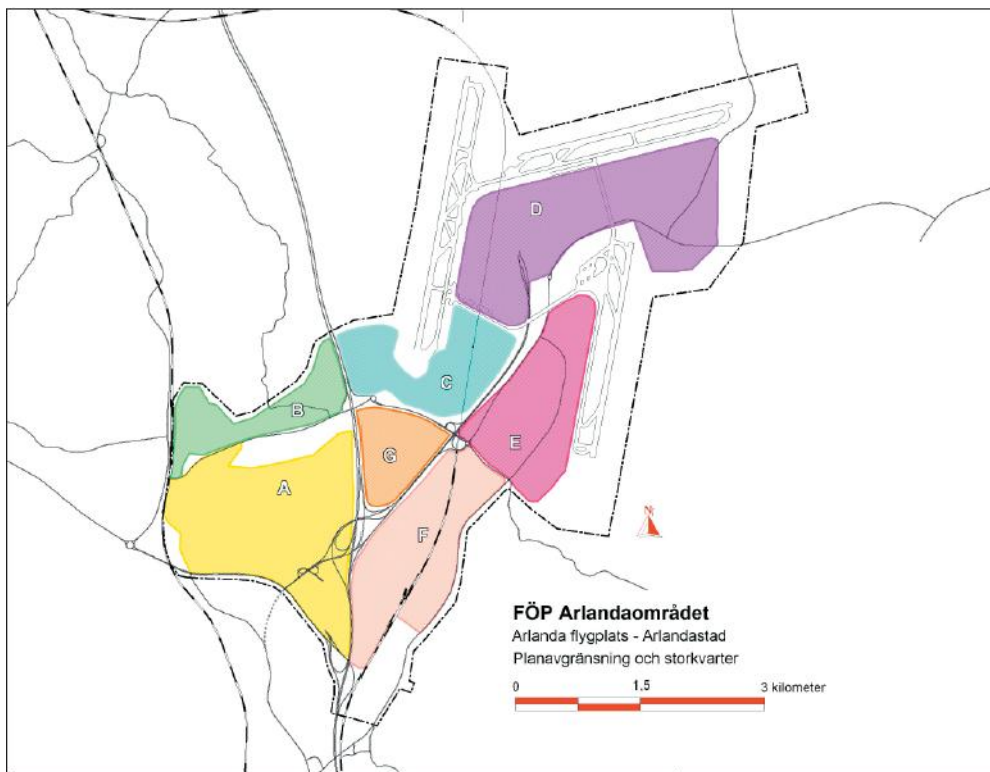 D
C
B
G
E
A
F
N
FÖP Arlandaområdet
Arlanda flygplats - Arlandastad
Planavgränsning och storkvarter
0 1.5 3 kilometer